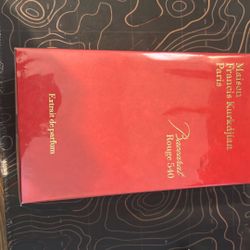 Maison
Francis Kurkdjian
Paris
Baccarat
Rouge 540
Extrait de parfum